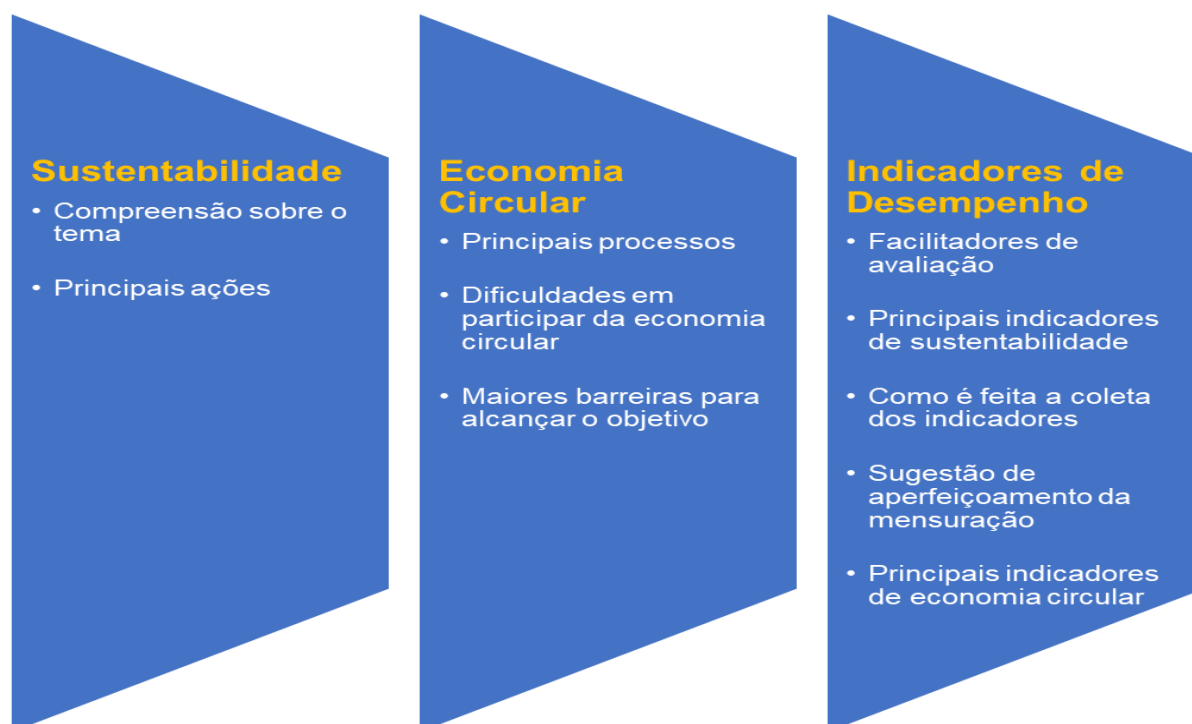 Sustentabilidade
• Compreensão sobre o
tema
• Principais ações
Economia
Circular
• Principais processos
• Dificuldades em
participar da economia
circular
• Maiores barreiras para
alcançar o objetivo
Indicadores de
Desempenho
• Facilitadores de
avaliação
• Principais indicadores
de sustentabilidade
• Como é feita a coleta
dos indicadores
• Sugestão de
aperfeiçoamento da
mensuração
• Principais indicadores
de economia circular